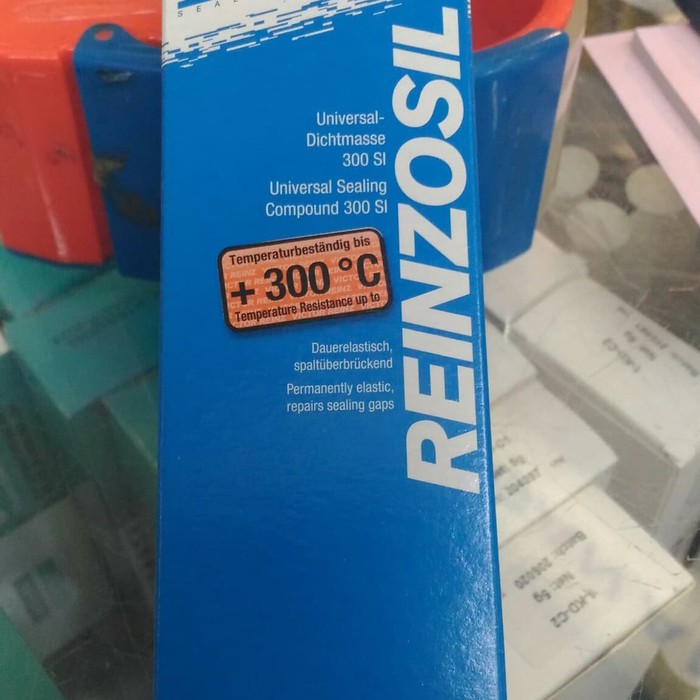 Universal-
Dichtmasse
300 SI
Universal Sealing
Compound 300 SI
REINZOSIL
Temperaturbeständig bis
+ 300 °C
Temperature Resistance up to
Dauerelastisch,
spaltüberbrückend
Permanently elastic,
repairs sealing gaps